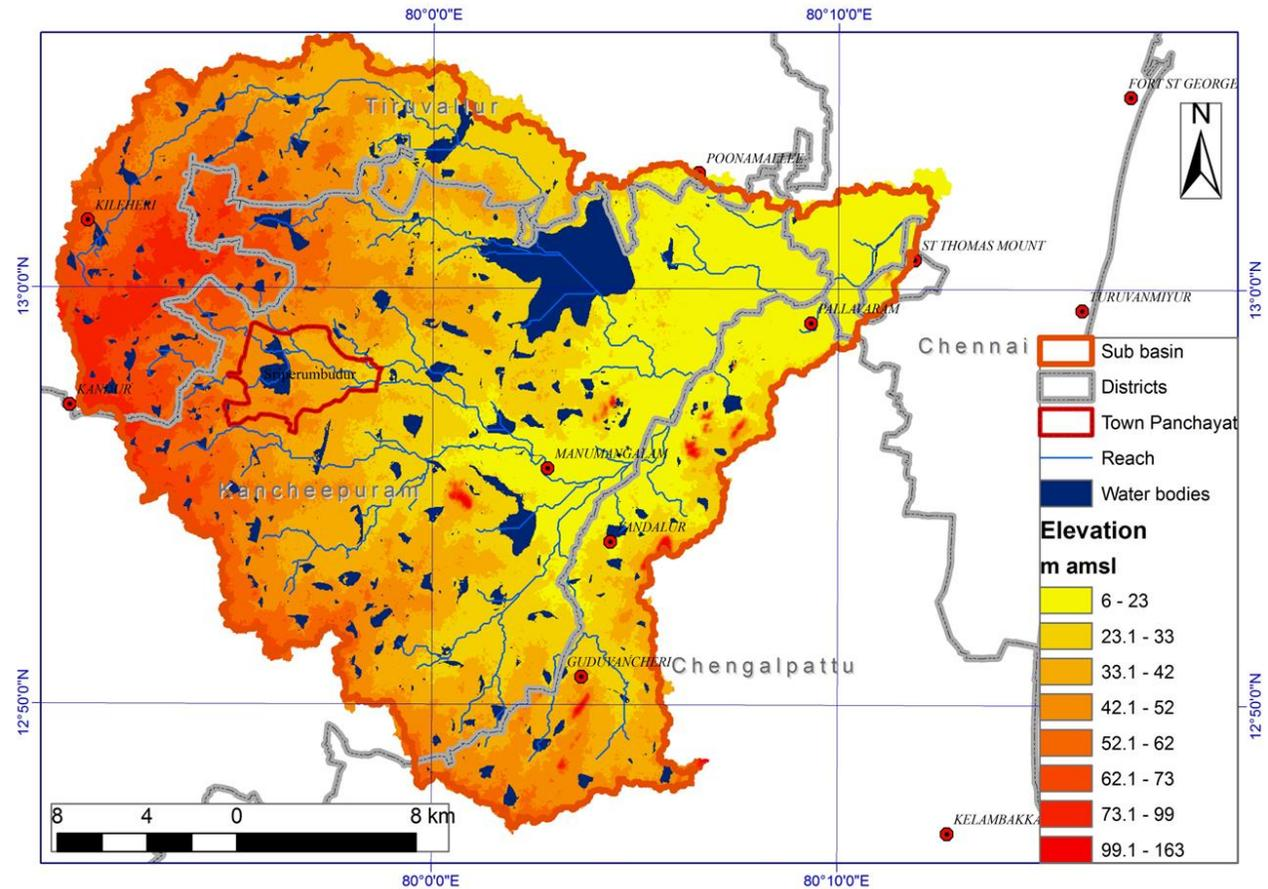 80°0'0"E
80°10'0"E
FORT ST GEORGE
Tiruvallur
N
POONAMALLEE
KILEHERI
ST THOMAS MOUNT
13°0'0"N
13°0'0"N
TURUVANMIYUR
PALLAVARAM
Chennai
Sub basin
Sriperumbudur
Districts
KANDUR
Town Panchayat
MANUMANGALAM
Reach
Kancheepuram
Water bodies
VANDALUR
Elevation
m amsl
6 - 23
23.1 - 33
GUDUVANCHERI
Chengalpattu
33.1 - 42
12°50'0"N
42.1 - 52
12°50'0"N
52.1 - 62
62.1 - 73
8 4 0 8 km
73.1 - 99
KELAMBAKKA
99.1 - 163
80°0'0"E
80°10'0"E